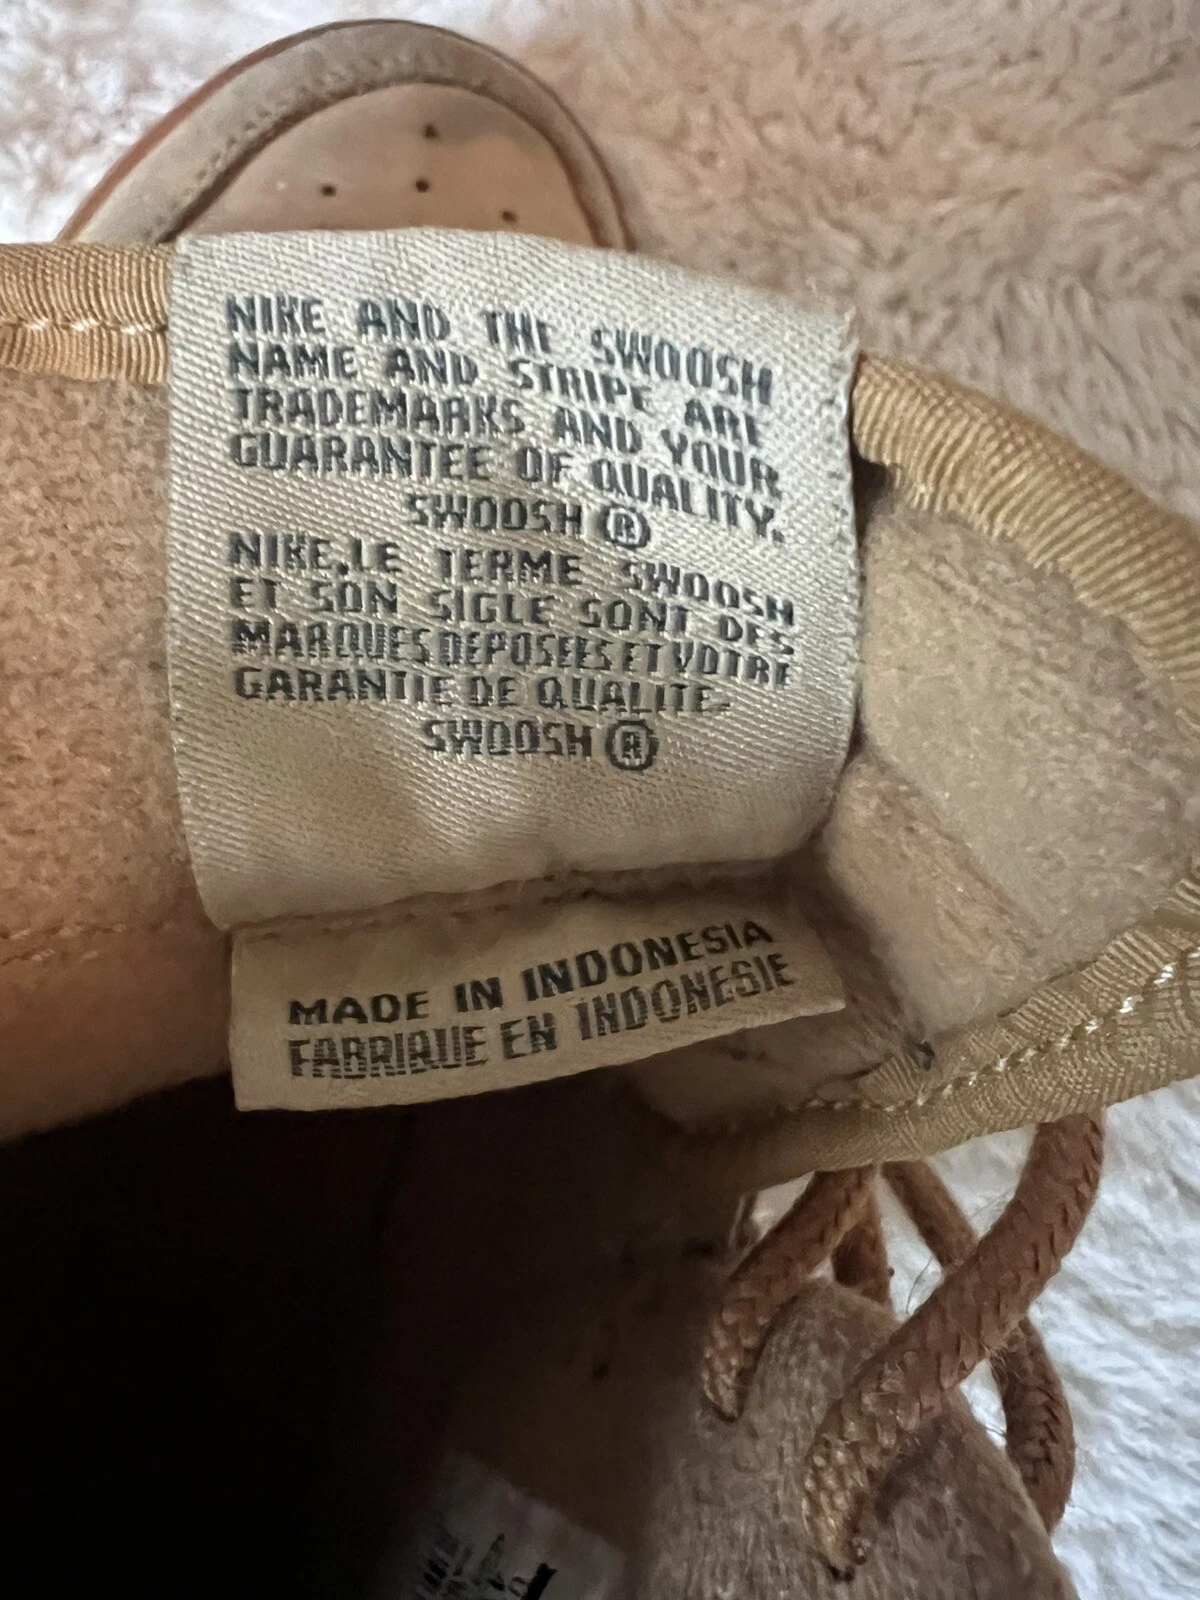 NIKE AND THE SWOOSH
NAME AND STRIPE ARE
TRADEMARKS AND YOUR
GUARANTEE OF QUALITY.
SWOOSH ®
NIKE,LE TERME SWOOSH
ET SON SIGLE SONT DES
MARQUES DEPOSEES ET VOTRE
GARANTIE DE QUALITE.
SWOOSH ®
MADE IN INDONESIA
FABRIQUE EN INDONESIE